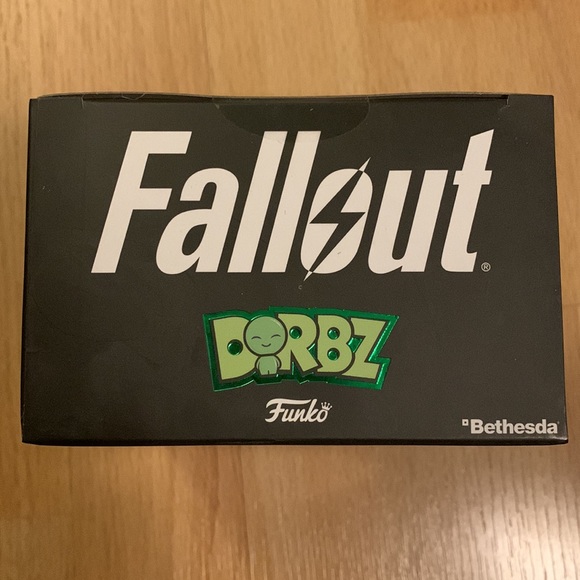 Fallout®
DORBZ
Funko
Bethesda